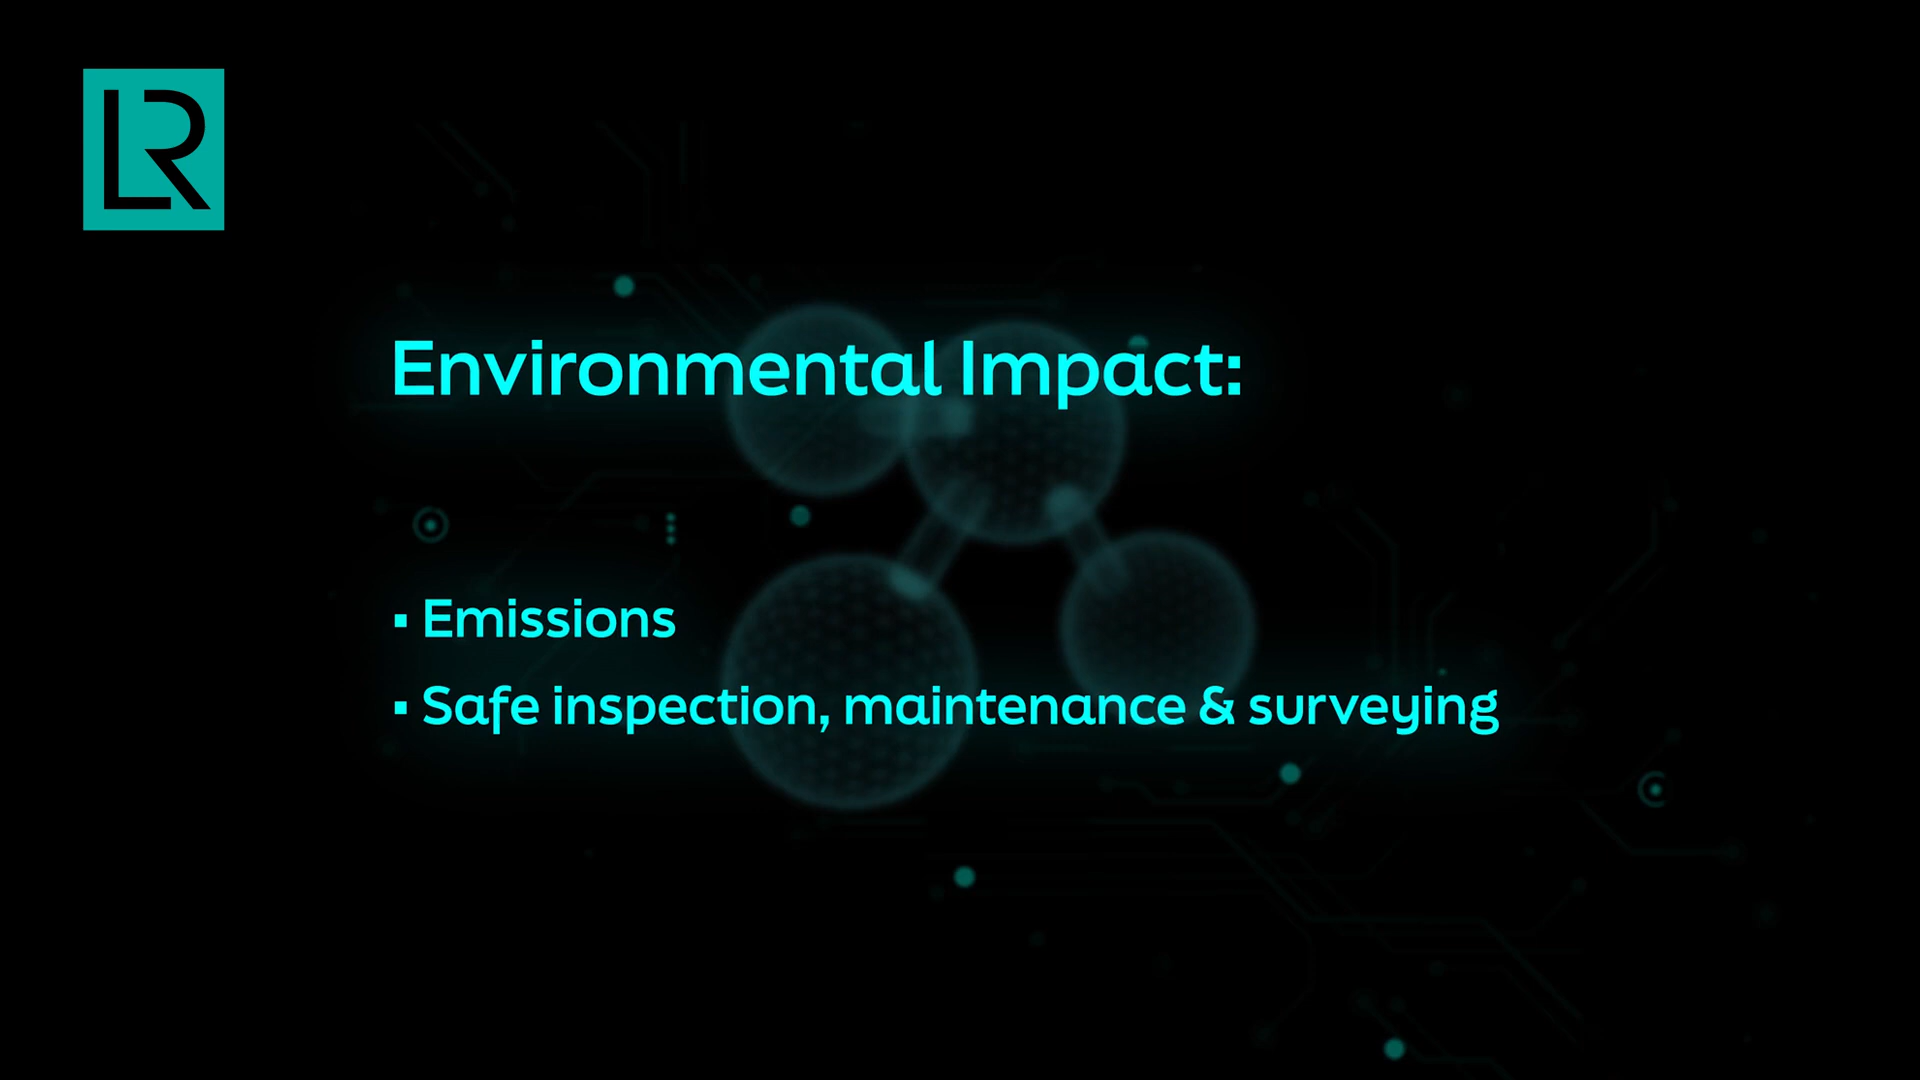 LR
Environmental Impact:
▪ Emissions
▪ Safe inspection, maintenance & surveying